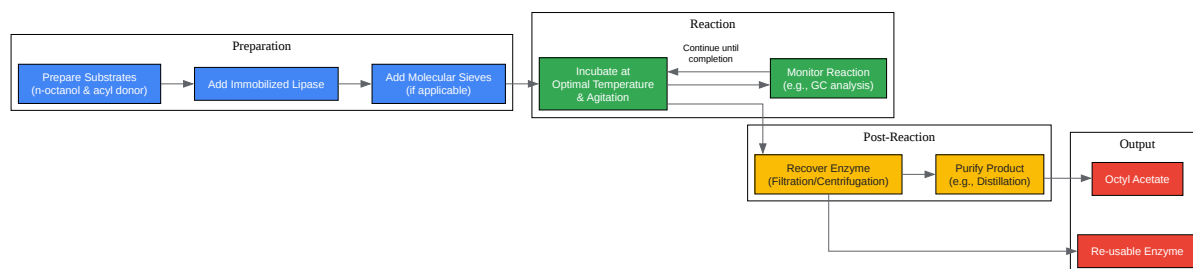 Preparation
Prepare Substrates
(n-octanol & acyl donor)
Add Immobilized Lipase
Add Molecular Sieves
(if applicable)
Reaction
Continue until
completion
Incubate at
Optimal Temperature
& Agitation
Monitor Reaction
(e.g., GC analysis)
Post-Reaction
Recover Enzyme
(Filtration/Centrifugation)
Purify Product
(e.g., Distillation)
Output
Octyl Acetate
Re-usable Enzyme